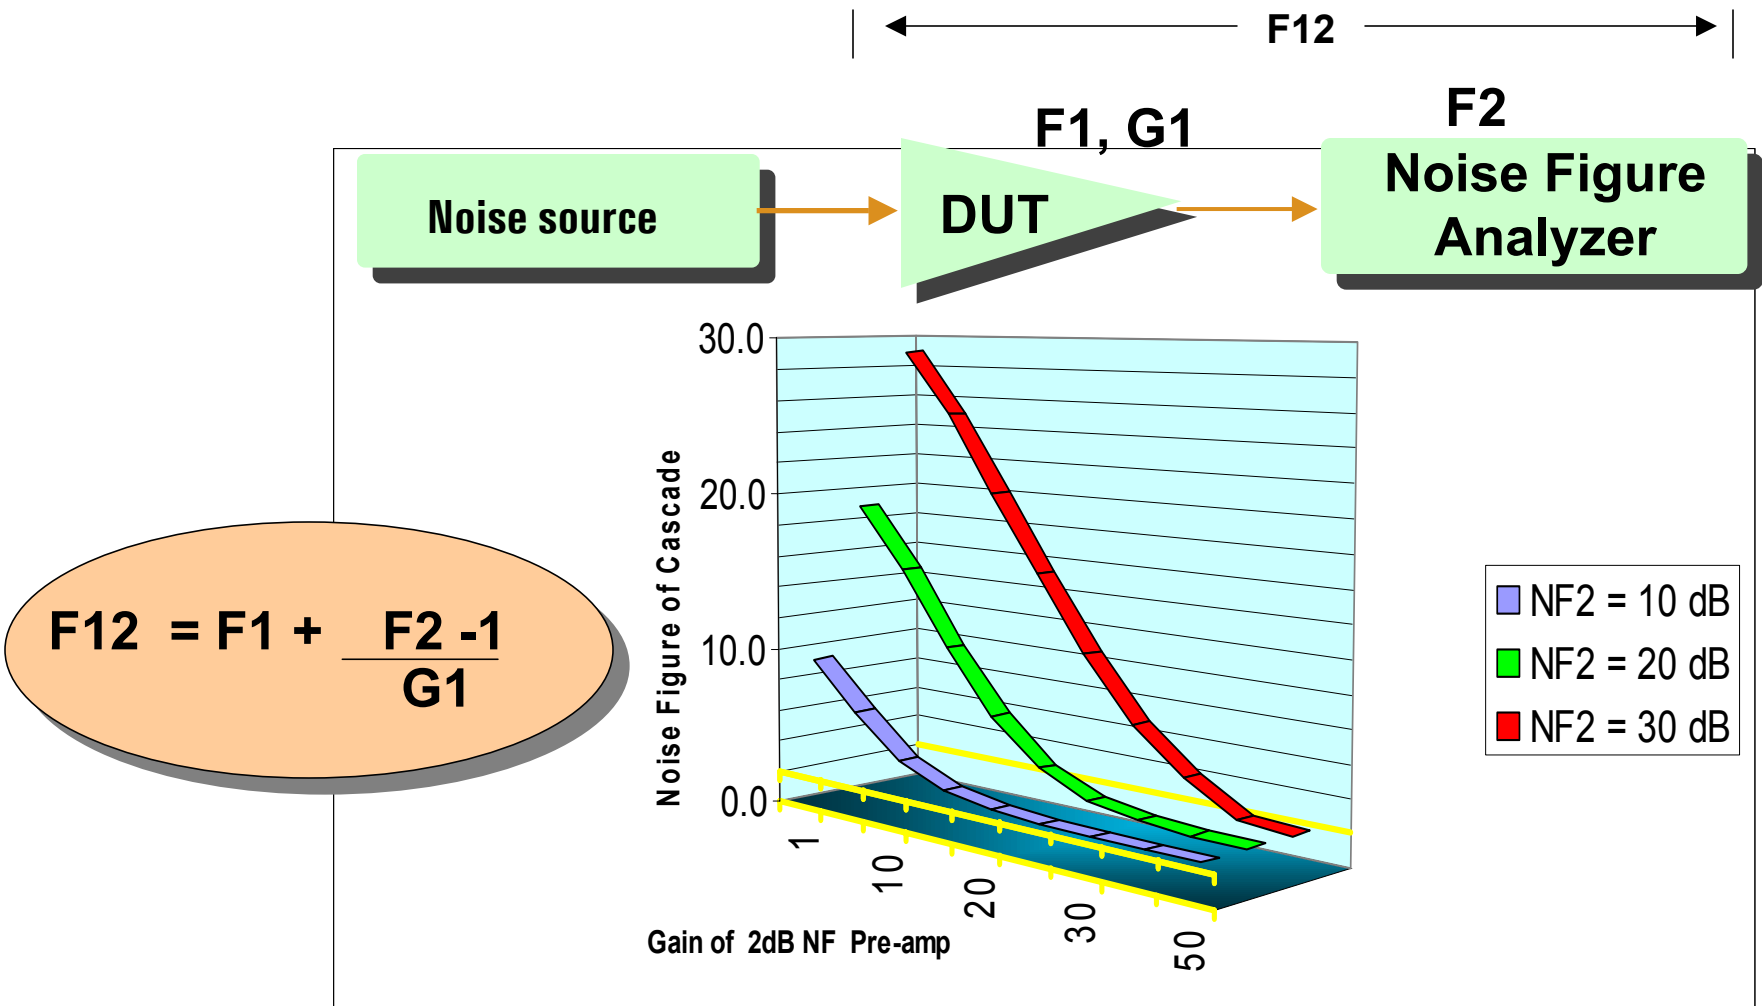 F12
F1, G1
F2
Noise source
DUT
Noise Figure
Analyzer
30.0
20.0
10.0
0.0
Noise Figure of Cascade
1
10
20
30
50
Gain of 2dB NF Pre-amp
F12 = F1 + F2 -1
G1
NF2 = 10 dB
NF2 = 20 dB
NF2 = 30 dB